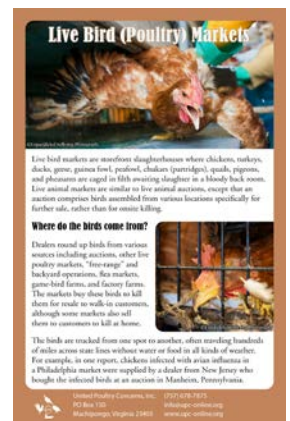 Live Bird (Poultry) Markets
Live bird markets are storefront slaughterhouses where chickens, turkeys,
ducks, geese, guinea fowl, peafowl, chukars (partridges), quails, pigeons,
and pheasants are caged in filth awaiting slaughter in a bloody back room.
Live animal markets are similar to live animal auctions, except that an
auction comprises birds assembled from various locations specifically for
further sale, rather than for onsite killing.
Where do the birds come from?
Dealers round up birds from various
sources including auctions, other live
poultry markets, "free-range" and
backyard operations, flea markets,
game-bird farms, and factory farms.
The markets buy these birds to kill
them for resale to walk-in customers,
although some markets also sell
them to customers to kill at home.
The birds are trucked from one spot to another, often traveling hundreds
of miles across state lines without water or food in all kinds of weather.
For example, in one report, chickens infected with avian influenza in
a Philadelphia market were supplied by a dealer from New Jersey who
bought the infected birds at an auction in Manheim, Pennsylvania.
United Poultry Concerns, Inc.
PO Box 150
Machipongo, Virginia 23405
(757) 678-7875
info@upc-online.org
www.upc-online.org